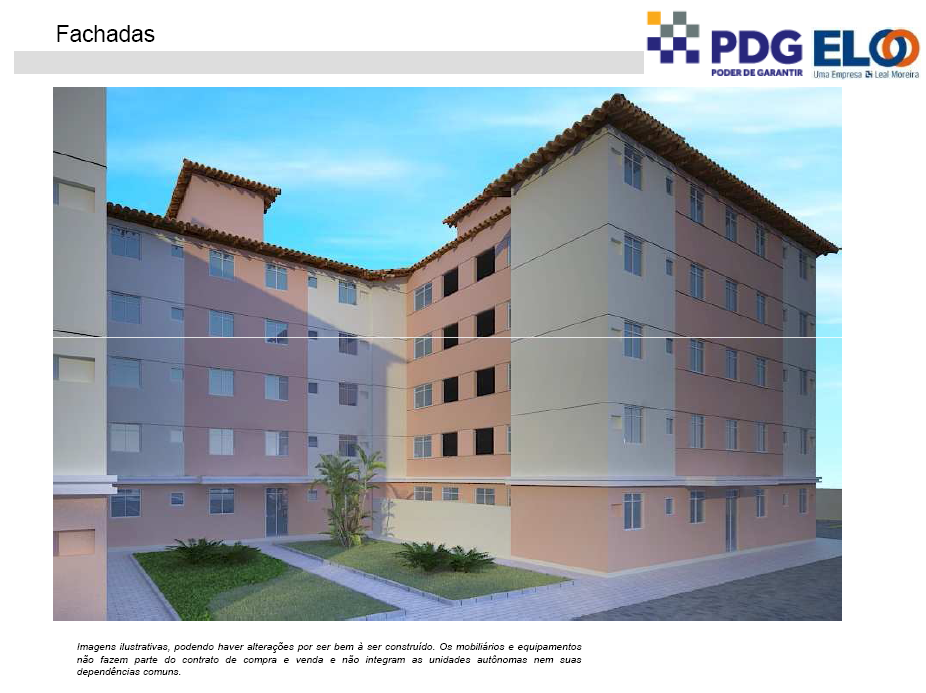 Fachadas
PDG
PODER DE GARANTIR
ELO
Uma Empresa Leal Moreira
Imagens ilustrativas, podendo haver alterações por ser bem à ser construído. Os mobiliários e equipamentos
não fazem parte do contrato de compra e venda e não integram as unidades autônomas nem suas
dependências comuns.